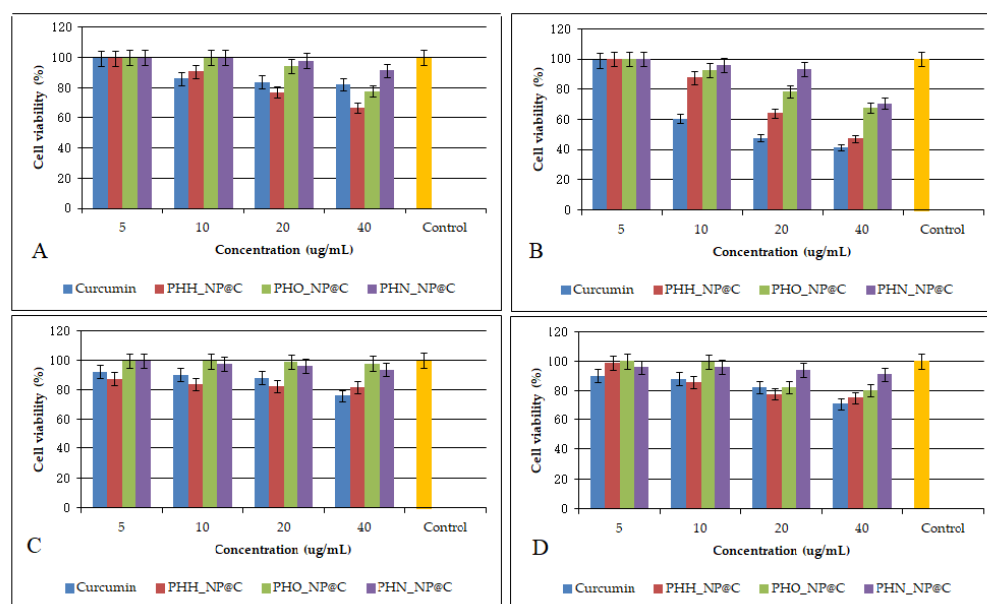 120
100
80
60
40
20
0
Cell viability (%)
5 10 20 40 Control
Concentration (ug/mL)
A
Curcumin PHH_NP@C PHO_NP@C PHN_NP@C
120
100
80
60
40
20
0
Cell viability (%)
5 10 20 40 Control
Concentration (ug/mL)
B
Curcumin PHH_NP@C PHO_NP@C PHN_NP@C
120
100
80
60
40
20
0
Cell viability (%)
5 10 20 40 Control
Concentration (ug/mL)
C
Curcumin PHH_NP@C PHO_NP@C PHN_NP@C
120
100
80
60
40
20
0
Cell viability (%)
5 10 20 40 Control
Concentration (ug/mL)
D
Curcumin PHH_NP@C PHO_NP@C PHN_NP@C